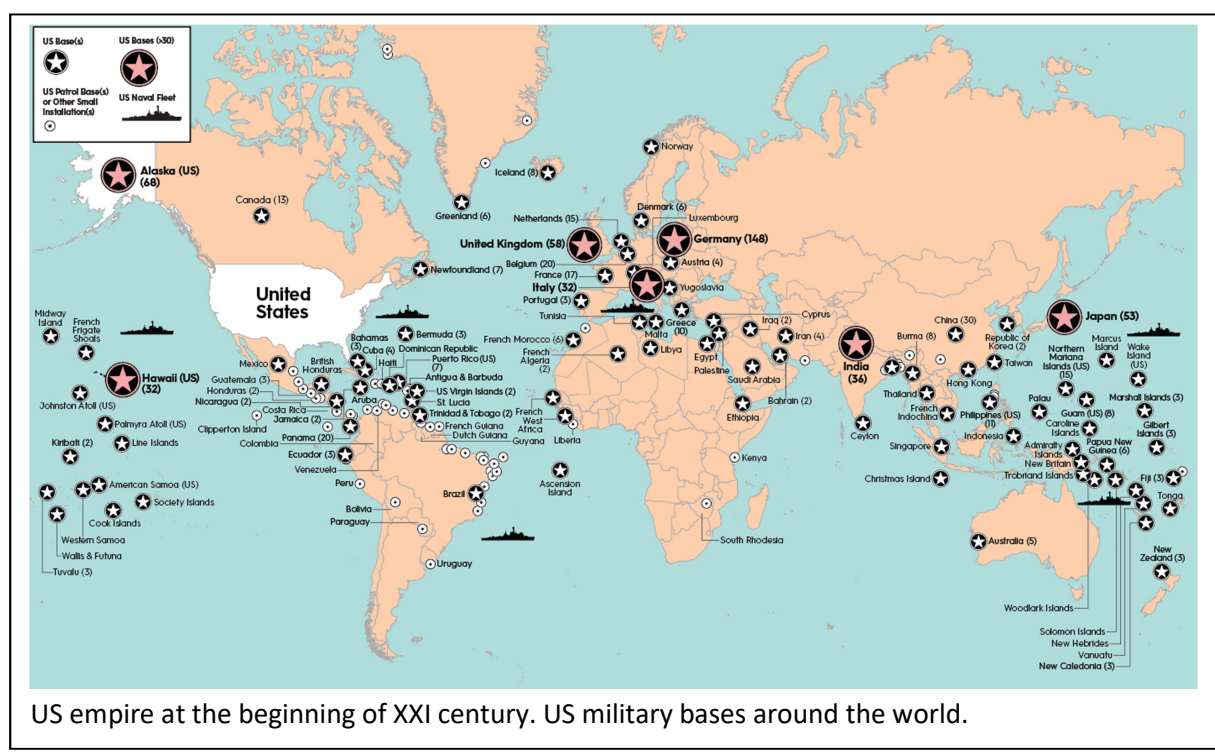 US Base(s)
US Bases (>30)
US Patrol Base(s)
or Other Small
Installation(s)
US Naval Fleet
Alaska (US)
(68)
Canada (13)
Greenland (6)
Iceland (8)
Norway
Denmark (6)
Luxembourg
Netherlands (15)
United Kingdom (58)
Germany (148)
Belgium (20)
Austria (4)
France (17)
Italy (32)
Yugoslavia
Portugal (3)
Newfoundland (7)
United
States
Midway
Island
French
Frigate
Shoals
Hawaii (US)
(32)
Johnston Atoll (US)
Palmyra Atoll (US)
Kiribati (2)
Line Islands
American Samoa (US)
Society Islands
Cook Islands
Western Samoa
Wallis & Futuna
Tuvalu (3)
Bermuda (3)
Bahamas
(3)
Cuba (4)
Dominican Republic
Haiti
Puerto Rico(US)
(7)
Mexico
British
Honduras
Antigua & Barbuda
Guatemala (3)
US Virgin Islands (2)
Honduras (2)
Aruba
St. Lucia
Nicaragua (2)
Jamaica (2)
Costa Rica
Trinidad & Tabago (2)
Clipperton Island
French Guiana
Panama (20)
Dutch Guiana
Colombia
Guyana
Ecuador (3)
Venezuela
Peru
Brazil
Bolivia
Paraguay
Uruguay
Tunisia
Malta
Greece
(10)
Cyprus
Iraq (2)
Iran (4)
French Morocco (6)
French
Algeria
(2)
Libya
Egypt
Palestine
Saudi Arabia
Bahrain (2)
French
West
Africa
Liberia
Ethiopia
Ascension
Island
Kenya
South Rhodesia
India
(36)
Burma (8)
China (30)
Republic of
Korea (2)
Japan (53)
Taiwan
Hong Kong
Northern
Mariana
Islands (US)
(15)
Marcus
Island
Wake
Island (US)
(US)
Thailand
French
Indochina
Philippines (US)
(11)
Palau
Guam (US) (8)
Marshall Islands (3)
Ceylon
Caroline
Islands
Gilbert
Islands (3)
Singapore
Indonesia
Admiralty
Islands
Papua New
Guinea (6)
New Britain
Trobriand Islands
Christmas Island
Fiji (3)
Tonga
Australia (5)
New
Zealand (3)
Woodlark Islands
Solomon Islands
New Hebrides
Vanuatu
New Caledonia (3)
US empire at the beginning of XXI century. US military bases around the world.